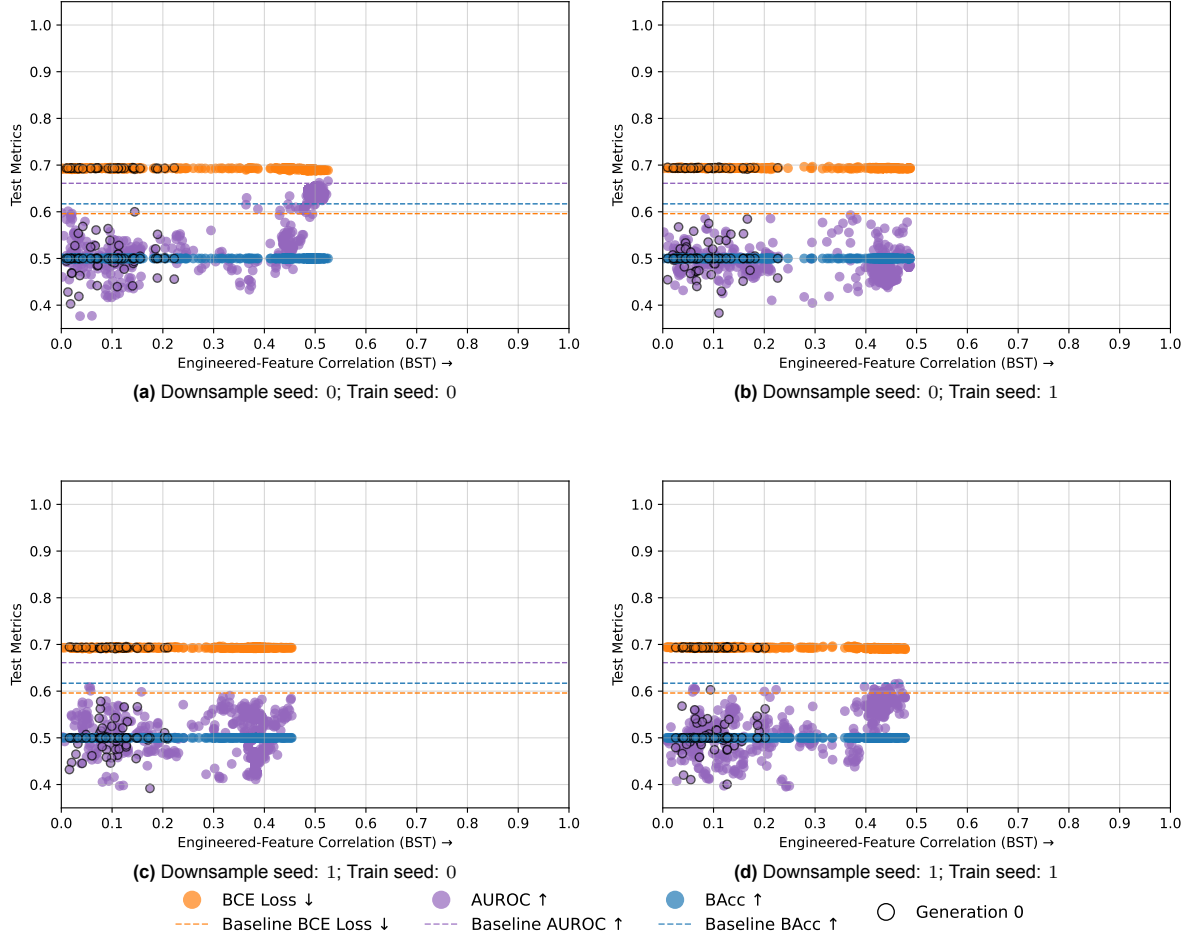 1.0
0.9
0.8
0.7
0.6
0.5
0.4
Test Metrics
0.0 0.1 0.2 0.3 0.4 0.5 0.6 0.7 0.8 0.9 1.0
Engineered-Feature Correlation (BST) →
(a) Downsample seed: 0; Train seed: 0
1.0
0.9
0.8
0.7
0.6
0.5
0.4
Test Metrics
0.0 0.1 0.2 0.3 0.4 0.5 0.6 0.7 0.8 0.9 1.0
Engineered-Feature Correlation (BST) →
(b) Downsample seed: 0; Train seed: 1
1.0
0.9
0.8
0.7
0.6
0.5
0.4
Test Metrics
0.0 0.1 0.2 0.3 0.4 0.5 0.6 0.7 0.8 0.9 1.0
Engineered-Feature Correlation (BST) →
(c) Downsample seed: 1; Train seed: 0
1.0
0.9
0.8
0.7
0.6
0.5
0.4
Test Metrics
0.0 0.1 0.2 0.3 0.4 0.5 0.6 0.7 0.8 0.9 1.0
Engineered-Feature Correlation (BST) →
(d) Downsample seed: 1; Train seed: 1
BCE Loss ↓ AUROC ↑ BAcc ↑ Generation 0
Baseline BCE Loss ↓ Baseline AUROC ↑ Baseline BAcc ↑